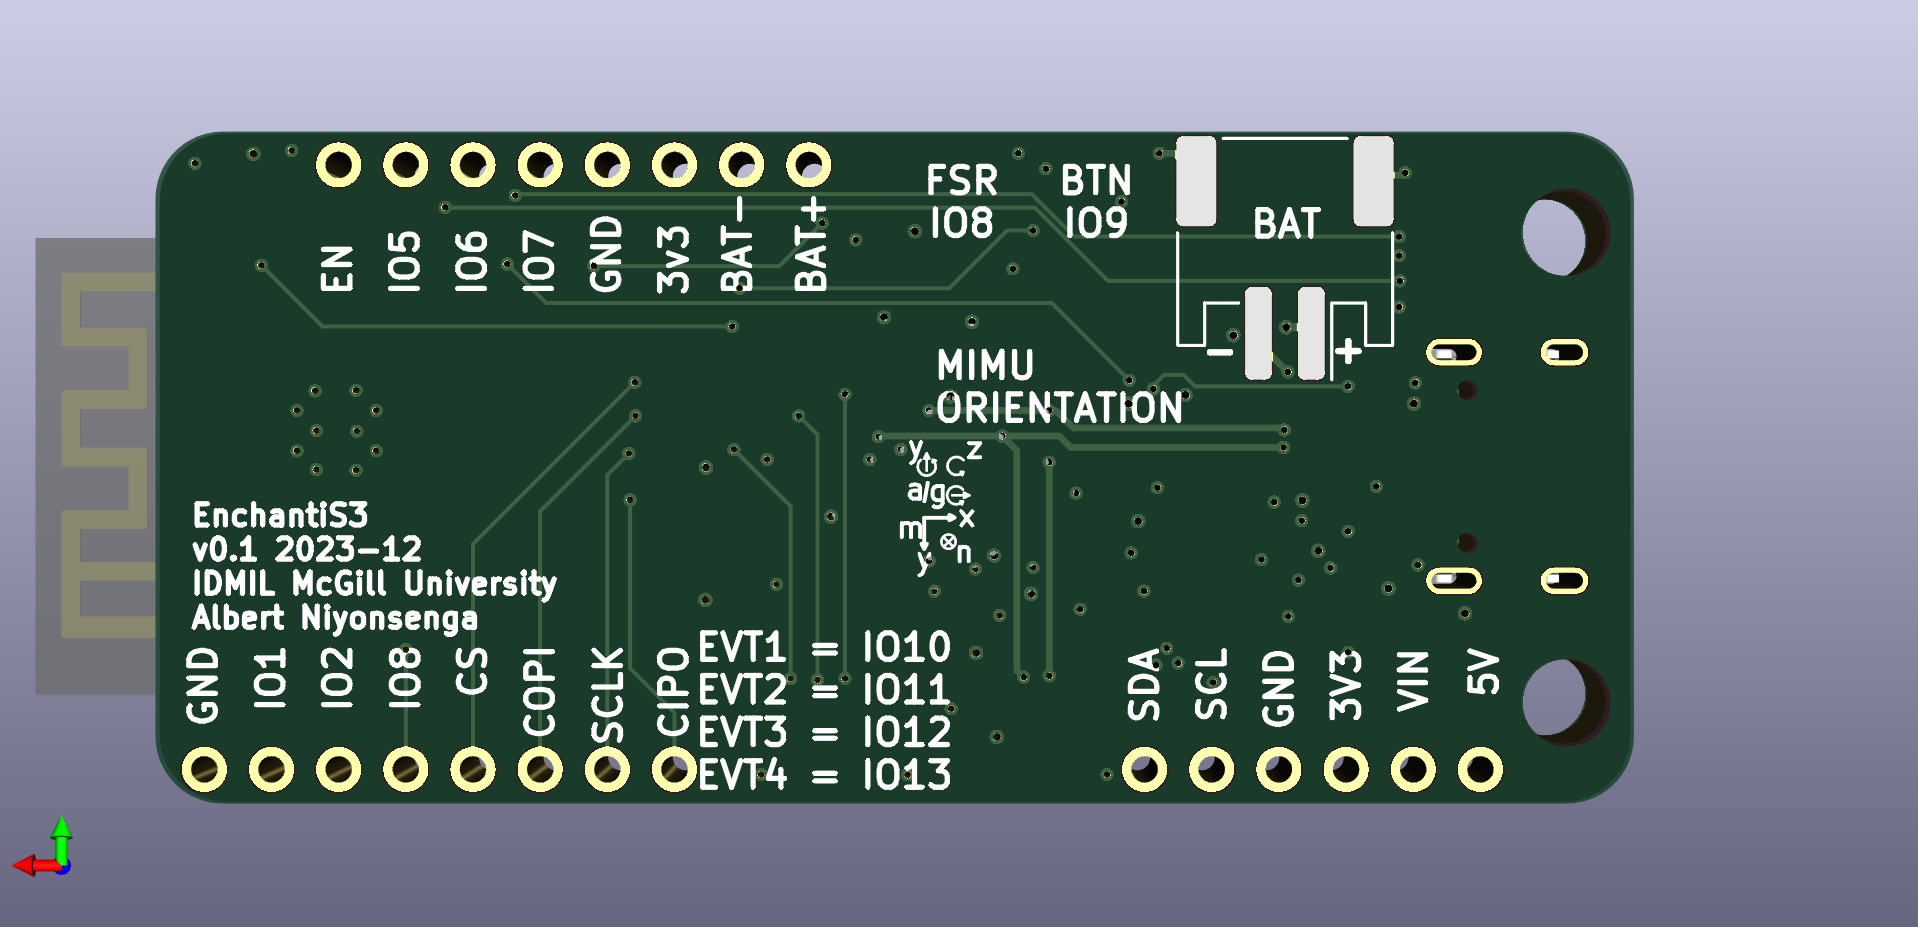 FSR
IO8
BTN
IO9
BAT
- +
EN
IO5
IO6
IO7
GND
3v3
BAT-
BAT+
MIMU
ORIENTATION
y z
a/g
m x
y n
EnchantiS3
v0.1 2023-12
IDMIL McGill University
Albert Niyonsenga
GND
IO1
IO2
IO8
CS
COPI
SCLK
CIPO
EVT1 = IO10
EVT2 = IO11
EVT3 = IO12
EVT4 = IO13
SDA
SCL
GND
3V3
VIN
5V